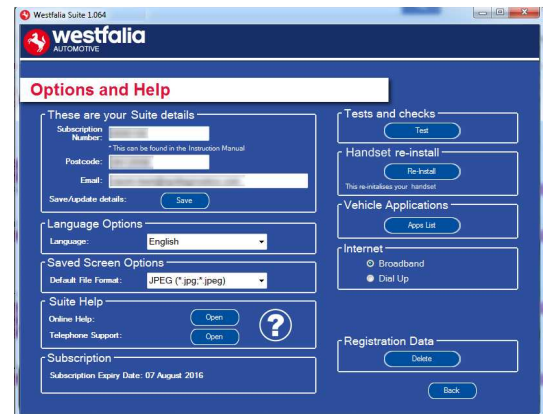 Westfalia Suite 1.064
westfalia
AUTOMOTIVE
Options and Help
These are your Suite details
Subscription Number:
* This can be found in the Instruction Manual
Postcode:
Email:
Save/update details:
Save
Language Options
Language:
English
Saved Screen Options
Default File Format:
JPEG (*.jpg;*.jpeg)
Suite Help
Online Help:
Open
Telephone Support:
Open
?
Subscription
Subscription Expiry Date: 07 August 2016
Tests and checks
Test
Handset re-install
Re-Install
This re-initialises your handset
Vehicle Applications
Apps List
Internet
Broadband
Dial Up
Registration Data
Delete
Back